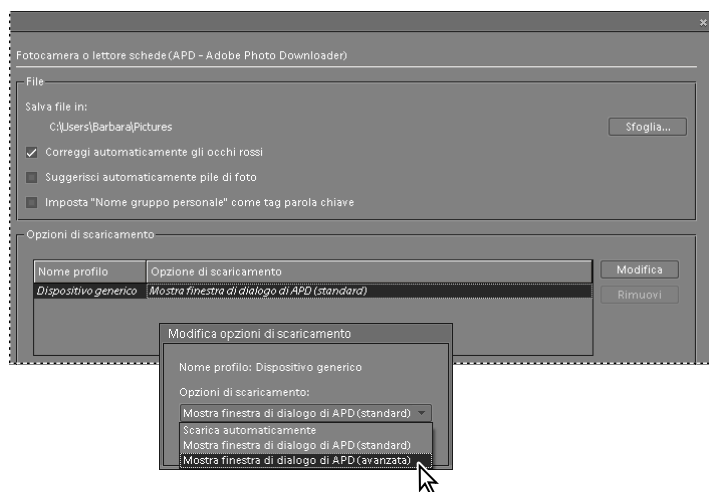 Fotocamera o lettore schede (APD - Adobe Photo Downloader)
File
Salva file in:
C:\Users\Barbara\Pictures
Sfoglia...
Correggi automaticamente gli occhi rossi
Suggerisci automaticamente pile di foto
Imposta "Nome gruppo personale" come tag parola chiave
Opzioni di scaricamento
Nome profilo Opzione di scaricamento
Modifica
Dispositivo generico Mostra finestra di dialogo di APD (standard)
Rimuovi
Modifica opzioni di scaricamento
Nome profilo: Dispositivo generico
Opzioni di scaricamento:
Mostra finestra di dialogo di APD (standard)
Scarica automaticamente
Mostra finestra di dialogo di APD (standard)
Mostra finestra di dialogo di APD (avanzata)